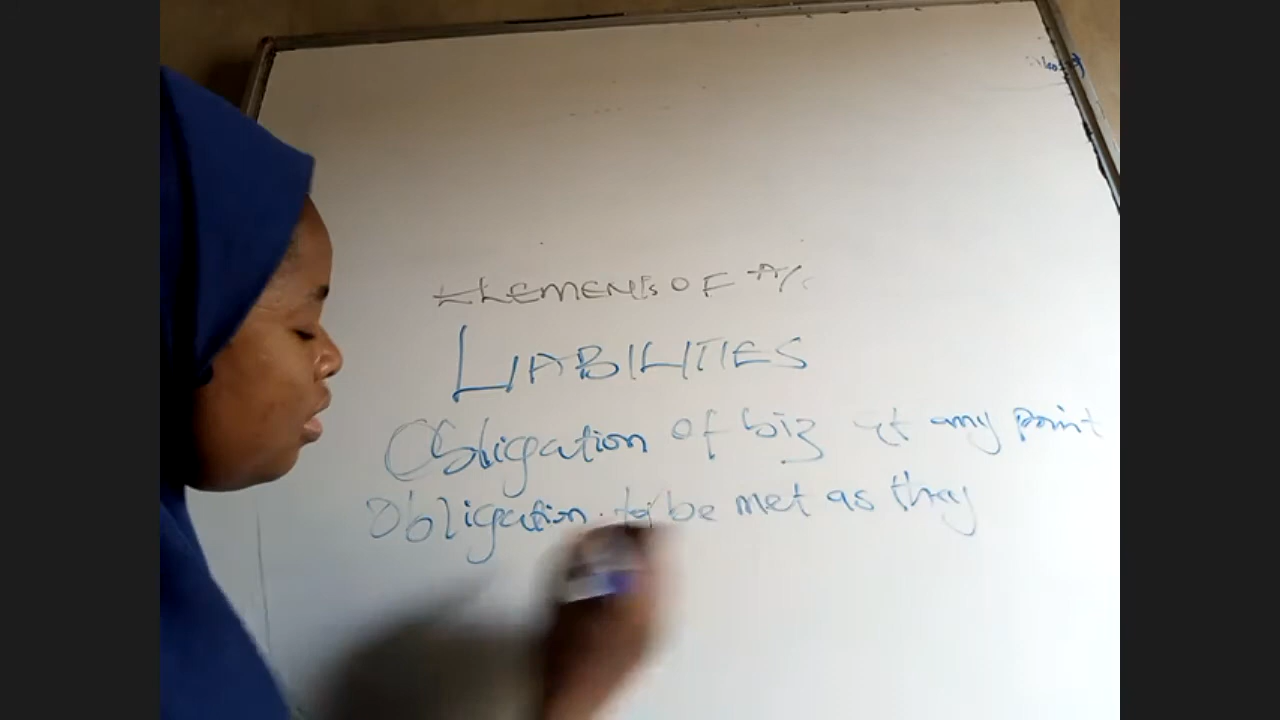 ELEMENTS OF A/C
LIABILITIES
Obligation of biz at any point
Obligation to be met as they